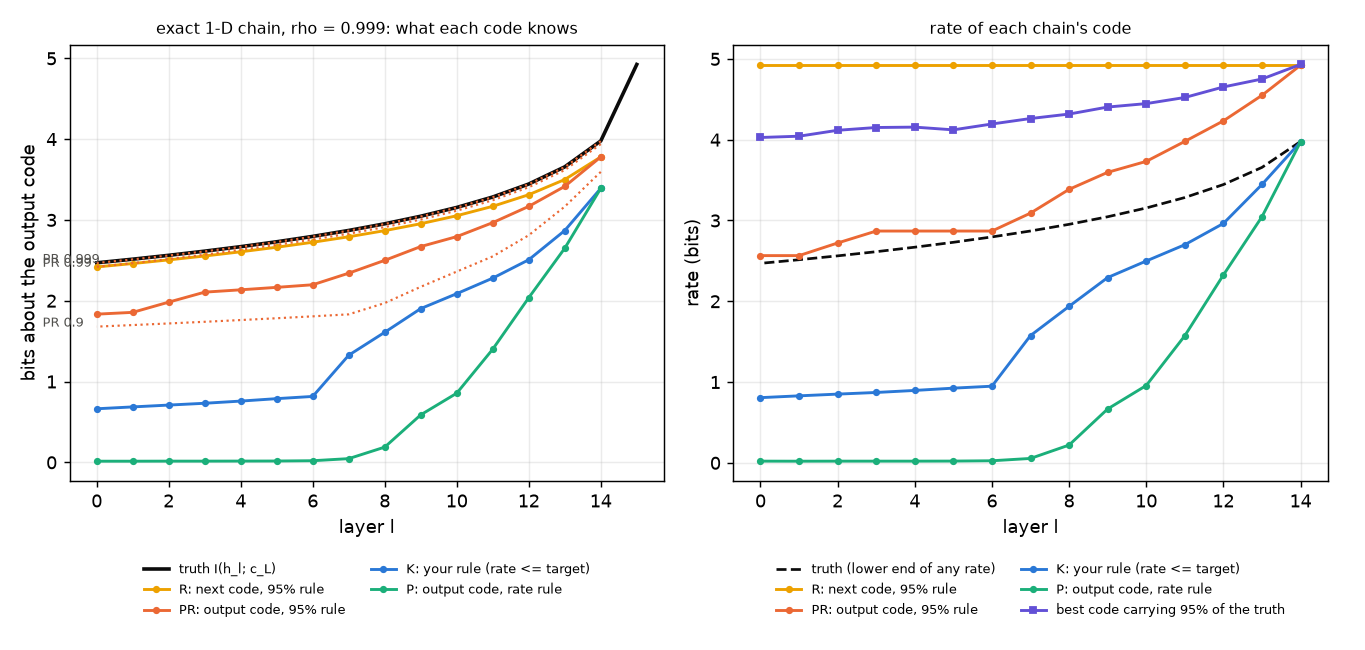 exact 1-D chain, rho = 0.999: what each code knows
bits about the output code
5
4
3
2
1
0
PR 0.999
PR 0.99
PR 0.9
0 2 4 6 8 10 12 14
layer l
truth I(h_l; c_L)
R: next code, 95% rule
PR: output code, 95% rule
K: your rule (rate <= target)
P: output code, rate rule
rate of each chain's code
rate (bits)
5
4
3
2
1
0
0 2 4 6 8 10 12 14
layer l
truth (lower end of any rate)
R: next code, 95% rule
PR: output code, 95% rule
K: your rule (rate <= target)
P: output code, rate rule
best code carrying 95% of the truth